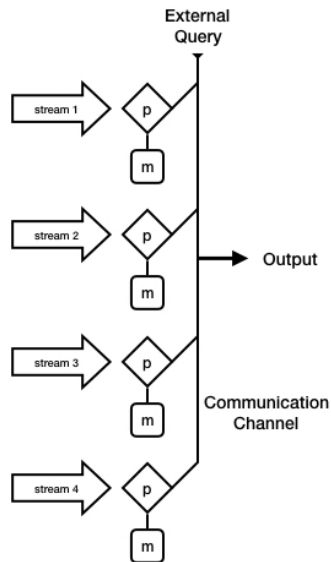 External
Query
stream 1
p
m
stream 2
p
m
Output
stream 3
p
m
Communication
Channel
stream 4
p
m